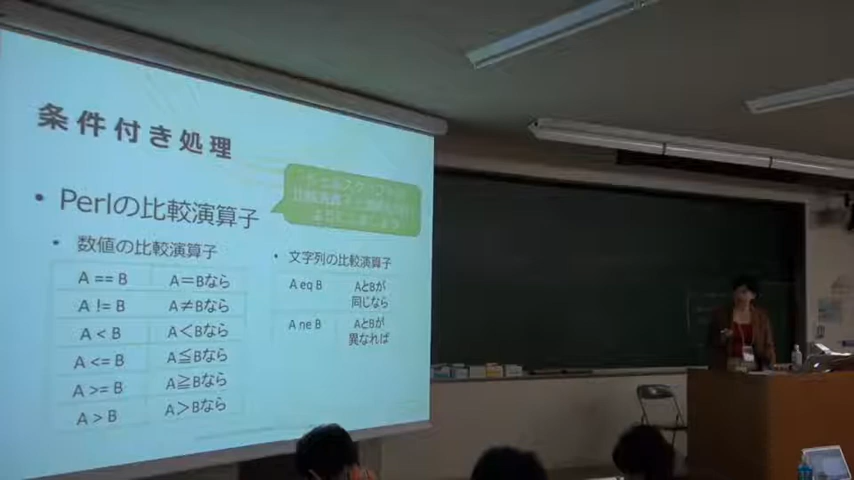 条件付き処理
• Perlの比較演算子
• 数値の比較演算子
A == B A＝Bなら
A != B A≠Bなら
A < B A＜Bなら
A <= B A≦Bなら
A >= B A≧Bなら
A > B A＞Bなら
• 文字列の比較演算子
A eq B AとBが
同じなら
A ne B AとBが
異なれば